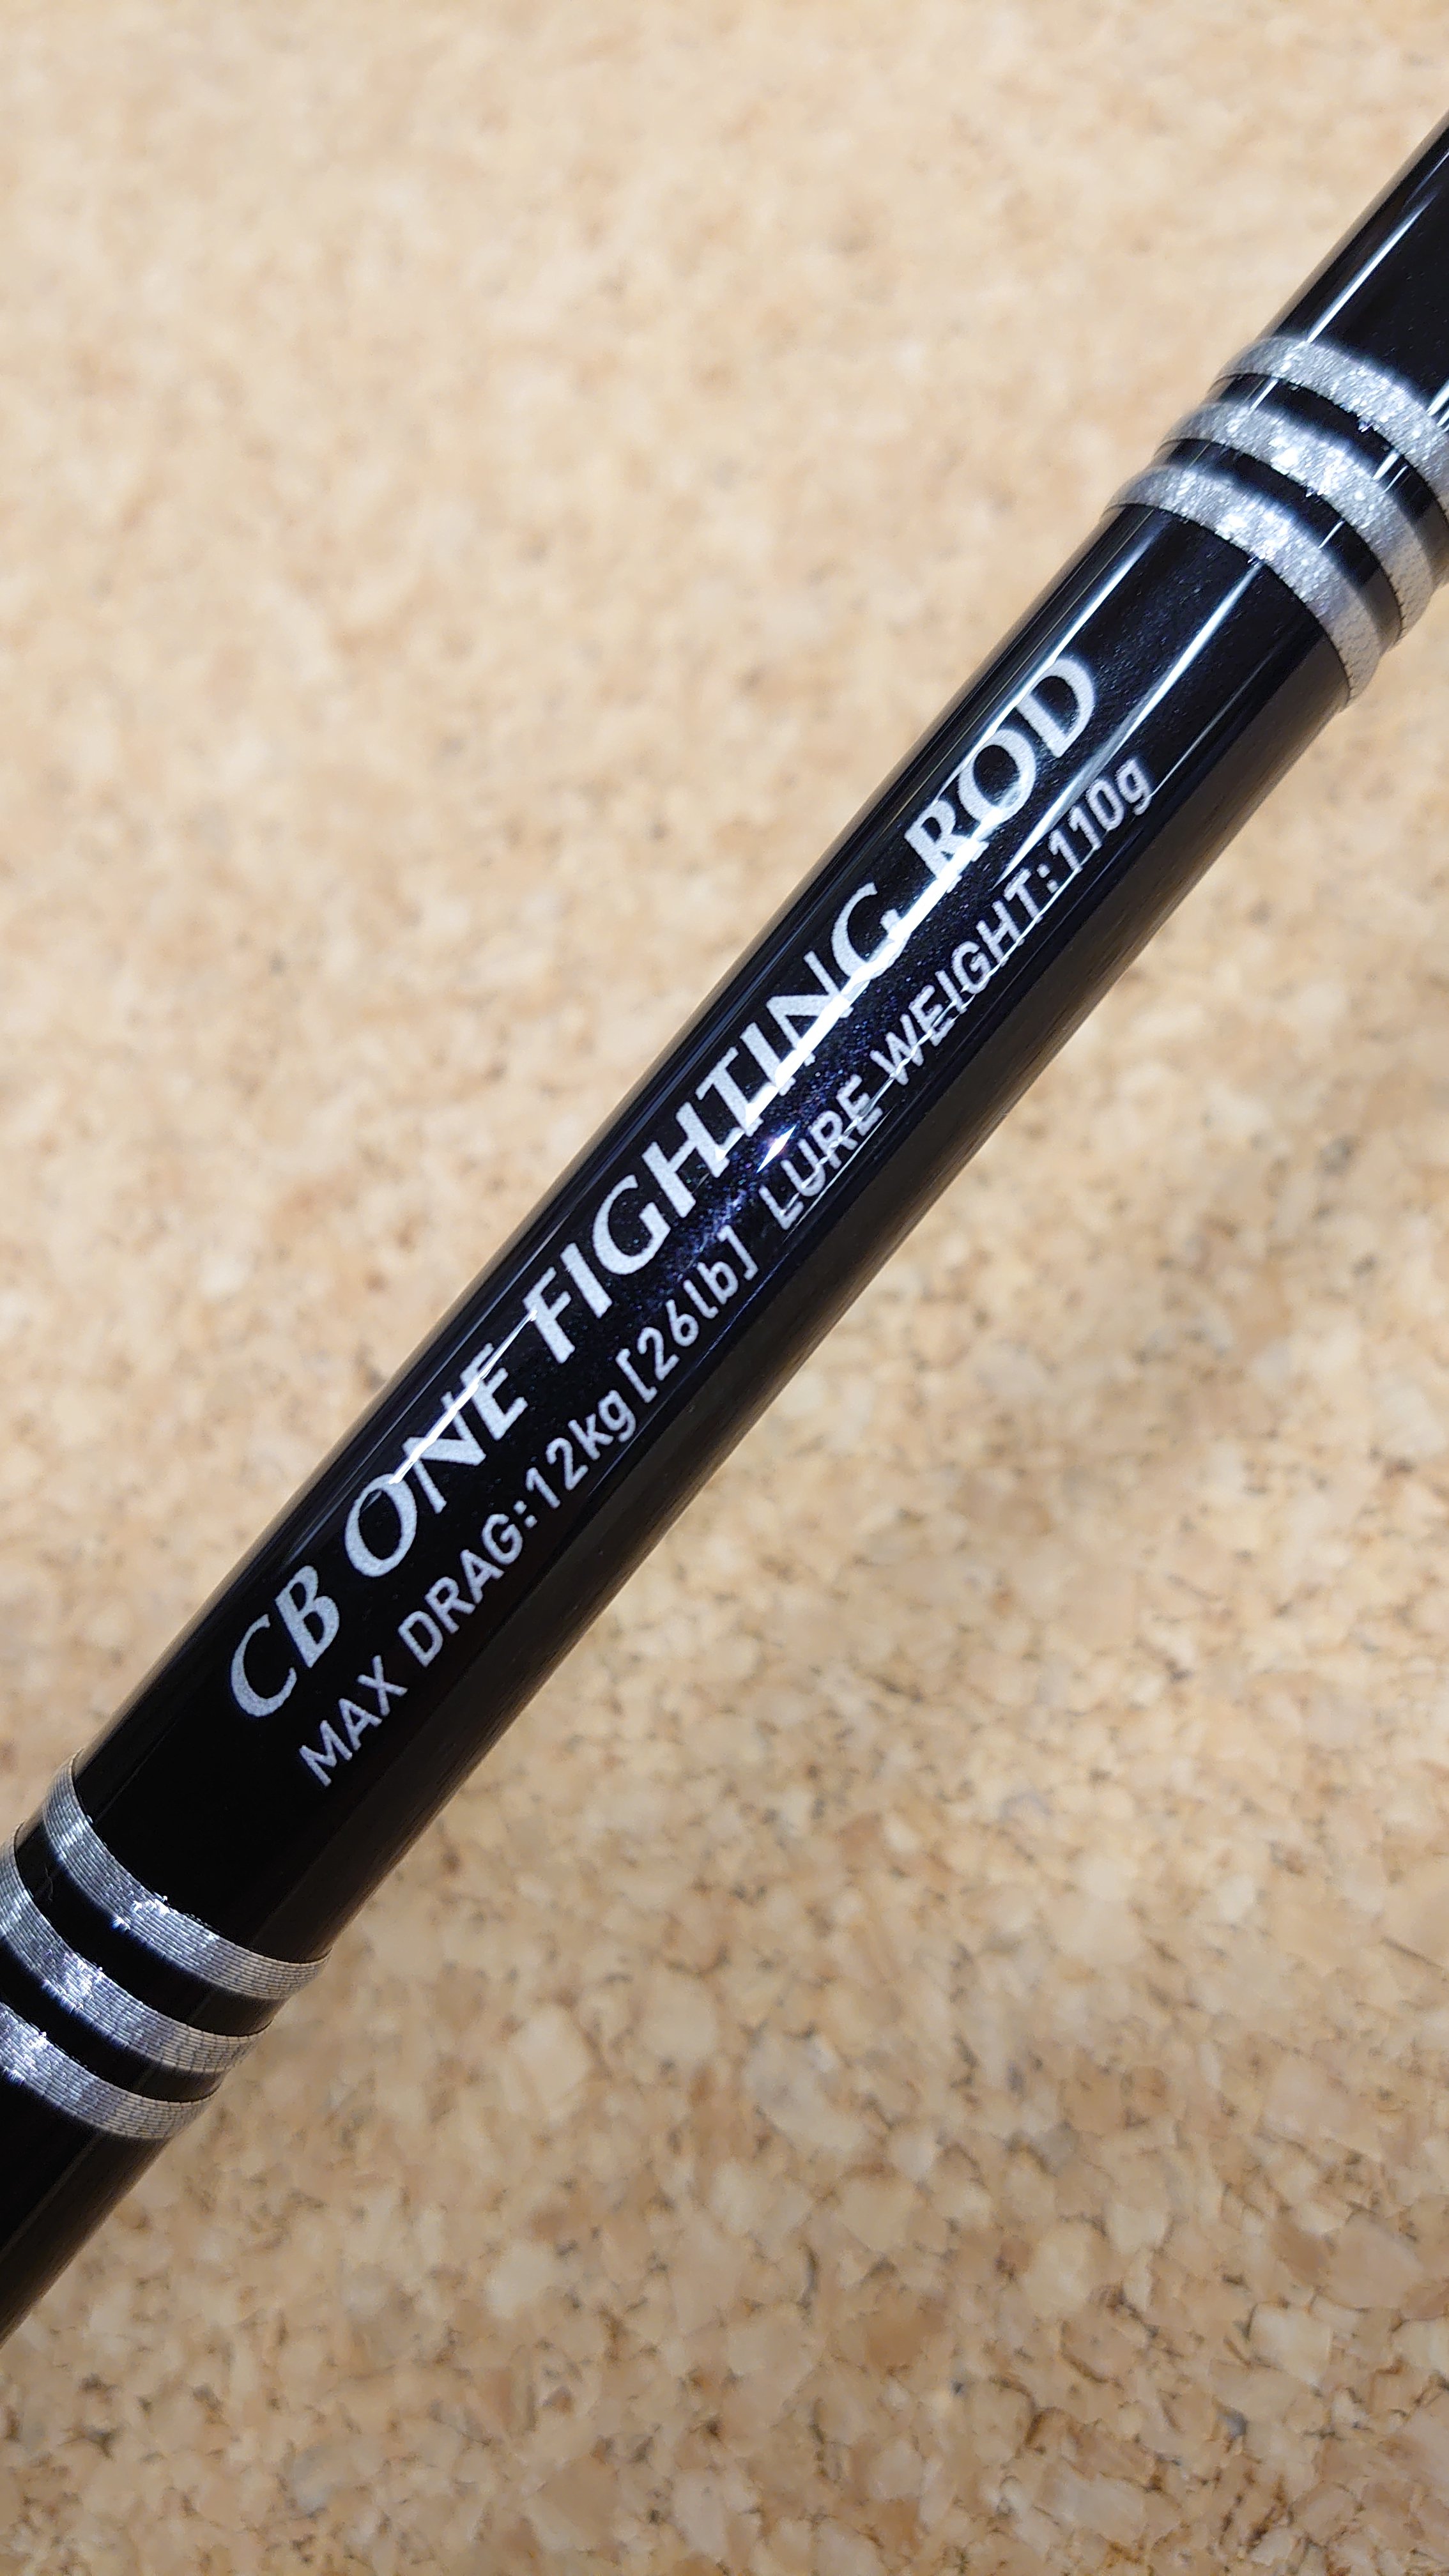 CB ONE FIGHTING ROD
MAX DRAG:12kg[26lb] LURE WEIGHT:110g